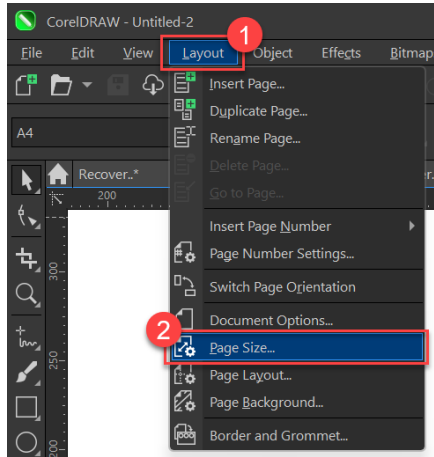 CorelDRAW - Untitled-2
1
File Edit View Layout Object Effects Bitmap
Insert Page...
Duplicate Page...
A4
Rename Page...
Recover..*
Delete Page...
200
Go to Page...
Insert Page Number
300
Page Number Settings...
Switch Page Orientation
2
Document Options...
250
Page Size...
Page Layout...
Page Background...
200
Border and Grommet...